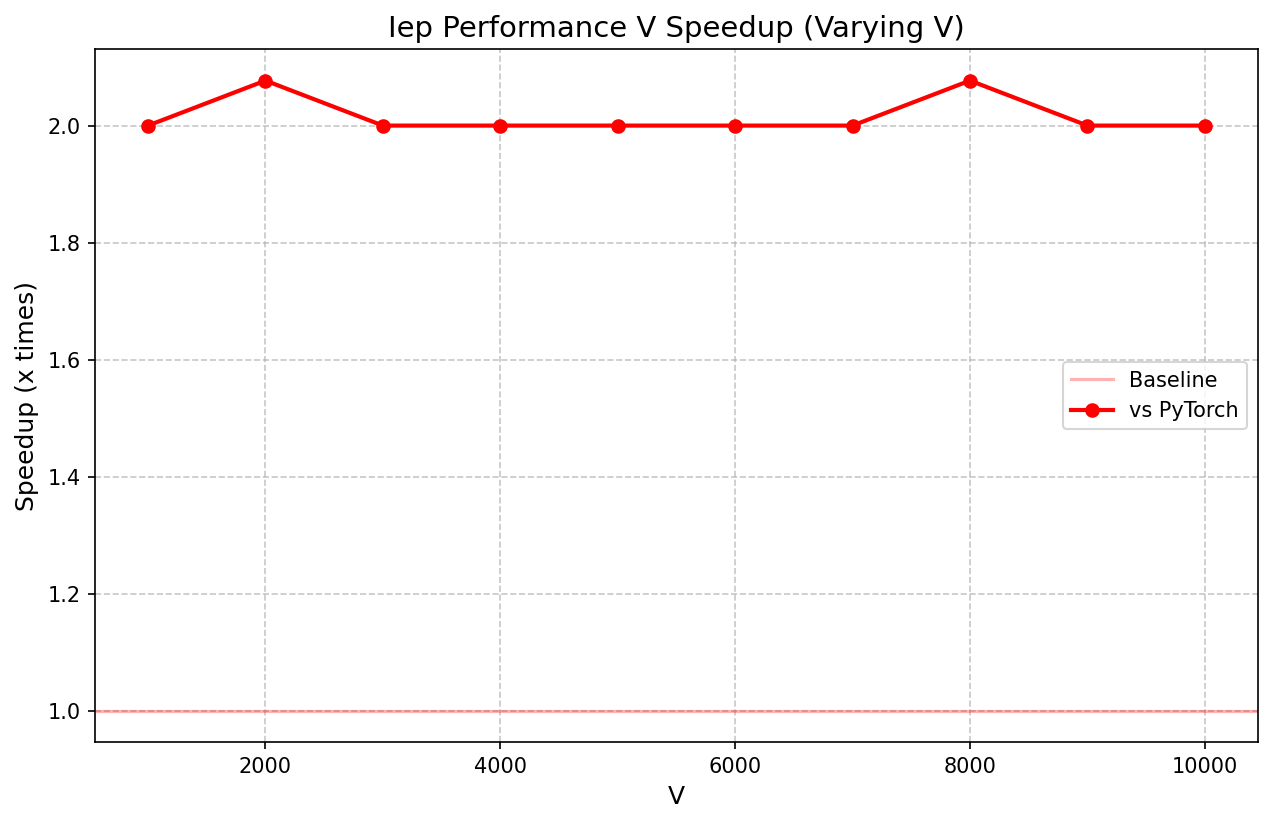 Iep Performance V Speedup (Varying V)
Speedup (x times)
2.0
1.8
1.6
1.4
1.2
1.0
Baseline
vs PyTorch
2000
4000
6000
8000
10000
V